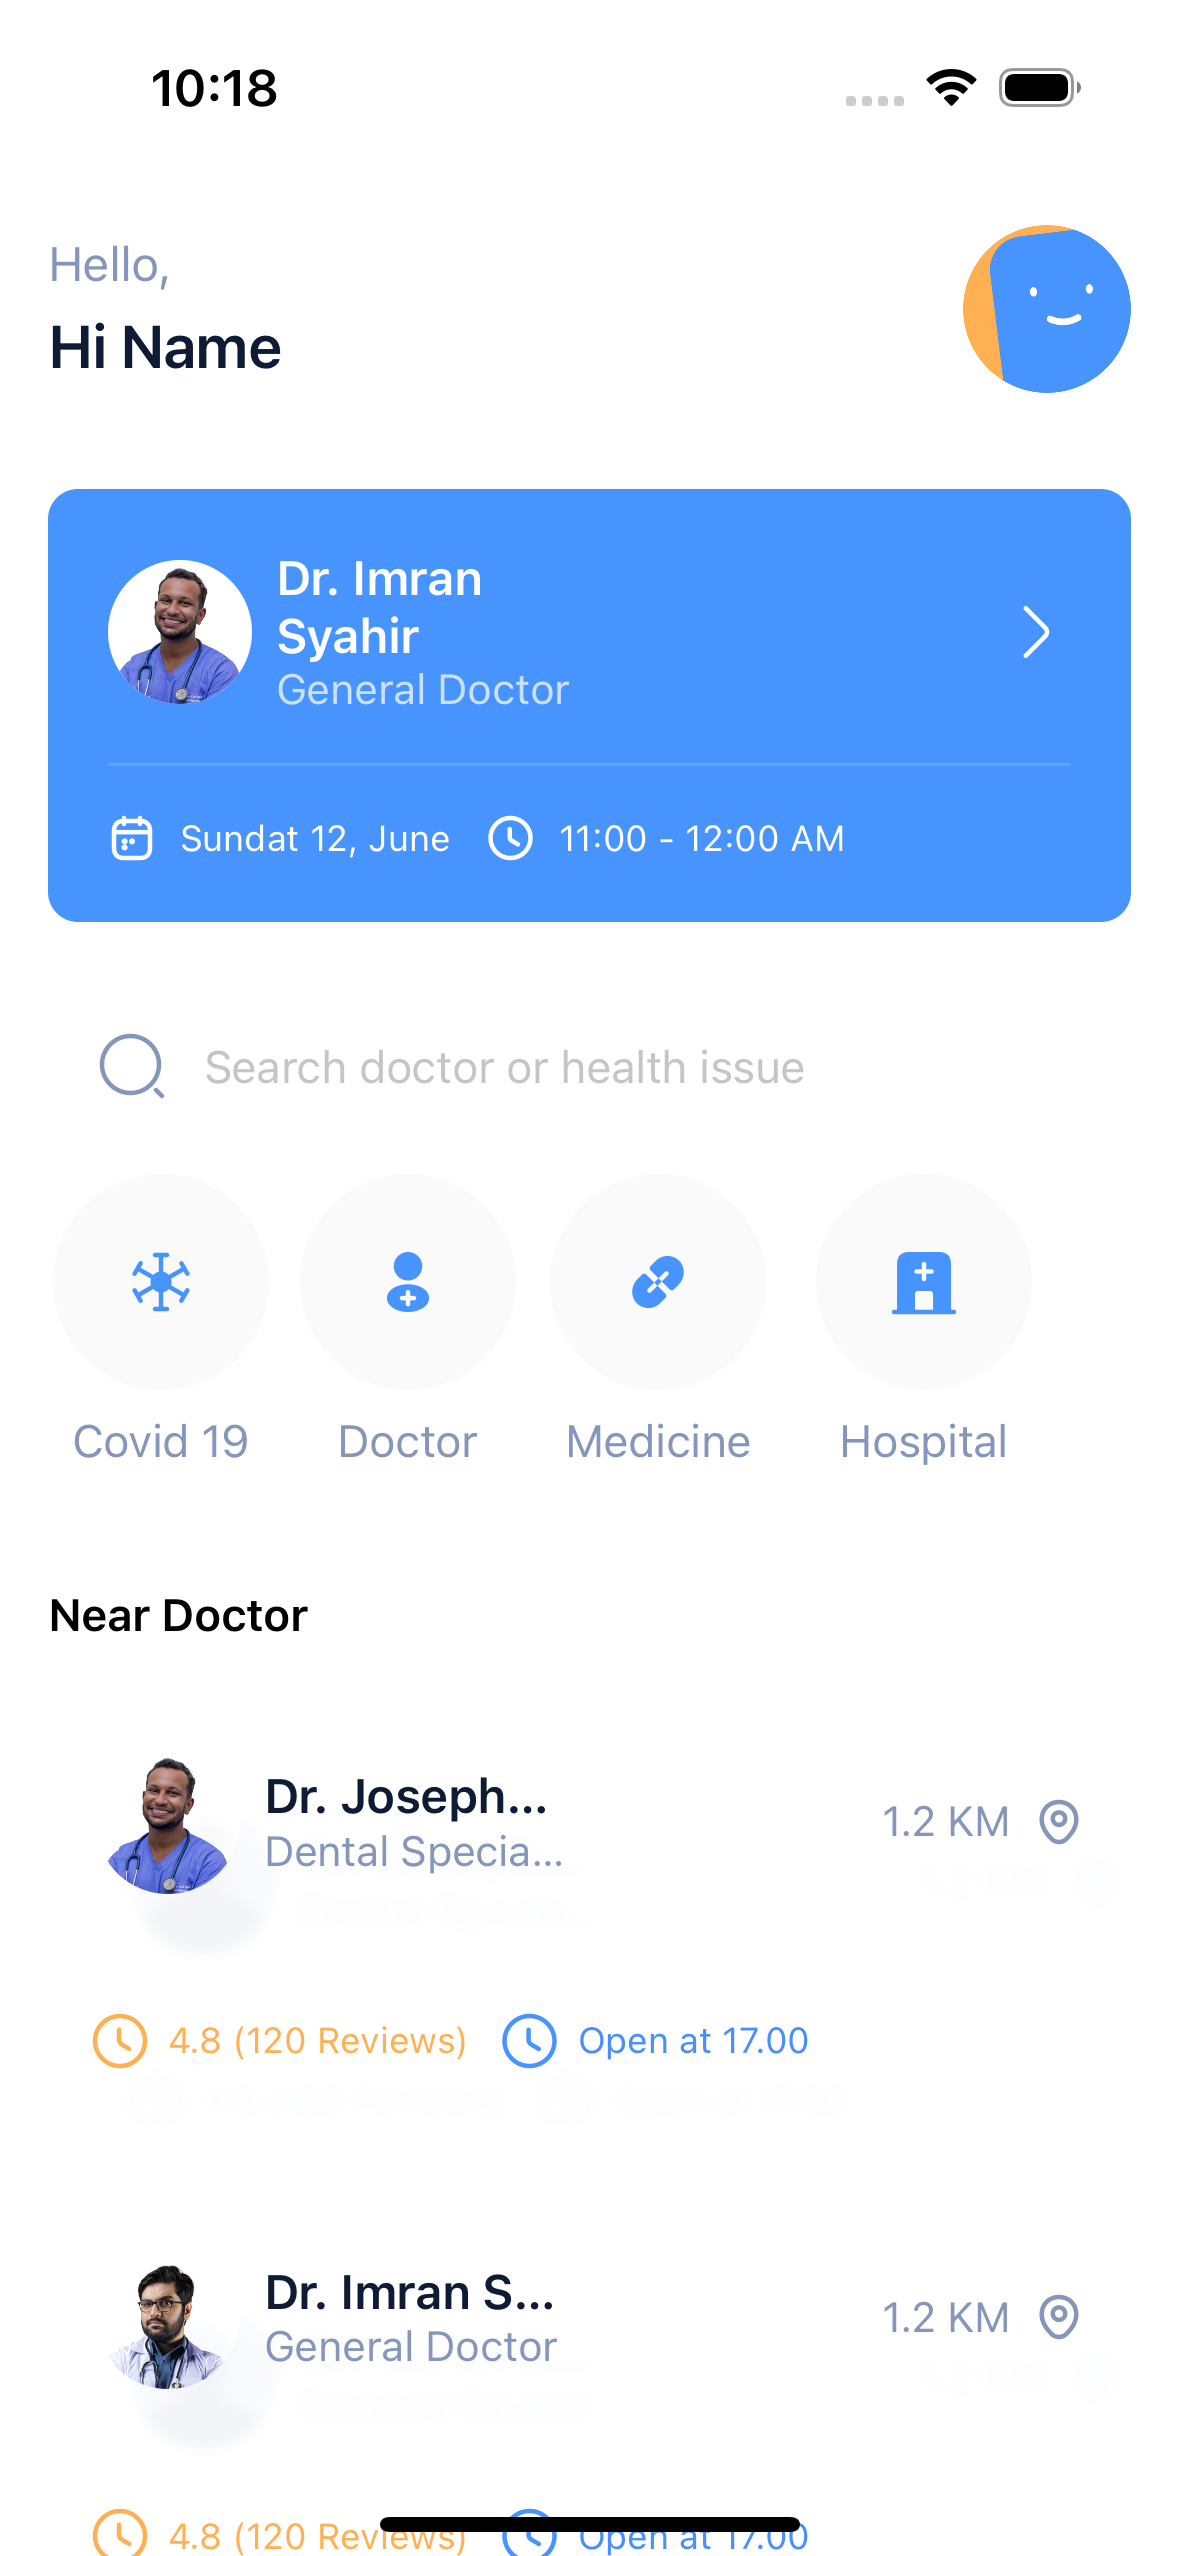 10:18
Hello,
Hi Name
Dr. Imran
Syahir
General Doctor
Sundat 12, June
11:00 - 12:00 AM
Search doctor or health issue
Covid 19
Doctor
Medicine
Hospital
Near Doctor
Dr. Joseph...
Dental Specia...
1.2 KM
4.8 (120 Reviews)
Open at 17.00
Dr. Imran S...
General Doctor
1.2 KM
4.8 (120 Reviews)
Open at 17.00